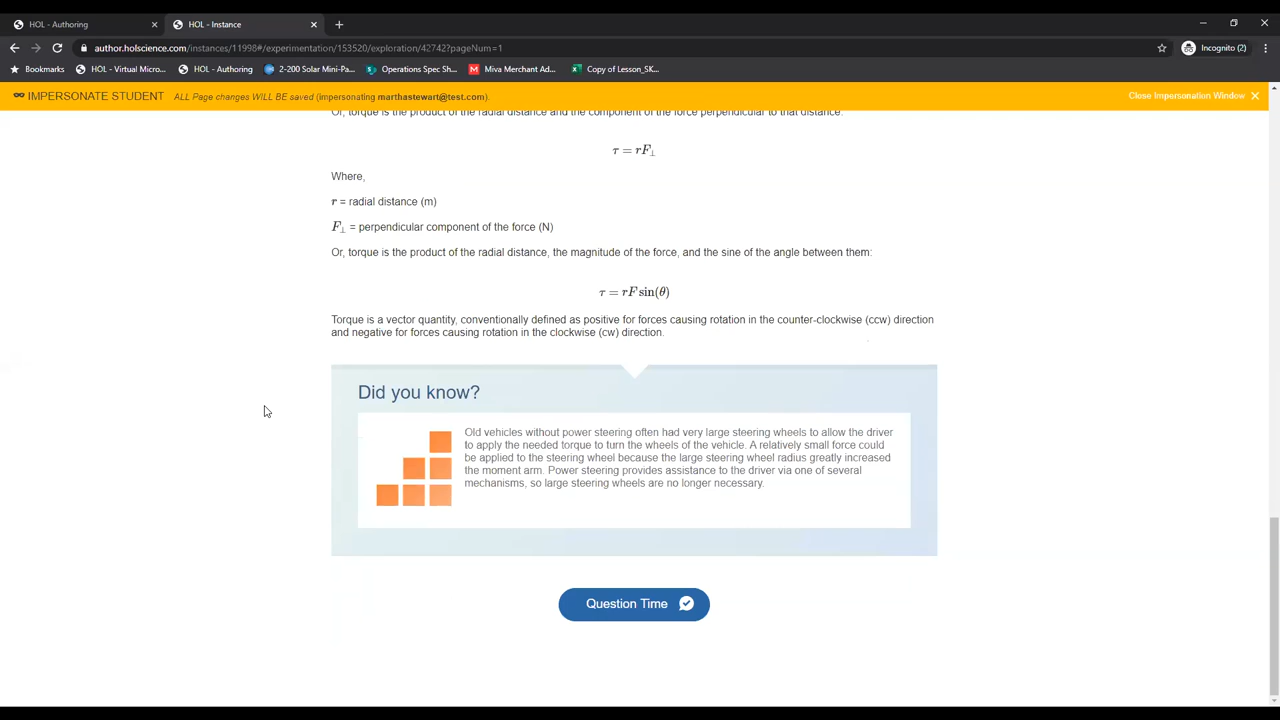 HOL - Authoring
HOL - Instance
author.holscience.com/instances/11998#/experimentation/153520/exploration/42742?pageNum=1
Incognito (2)
Bookmarks
HOL - Virtual Micro...
HOL - Authoring
2-200 Solar Mini-Pa...
Operations Spec Sh...
Miva Merchant Ad...
Copy of Lesson_SK...
IMPERSONATE STUDENT ALL Page changes WILL BE saved (impersonating marthastewart@test.com).
Close Impersonation Window
Or, torque is the product of the radial distance and the component of the force perpendicular to that distance:
τ = rF⊥
Where,
r = radial distance (m)
F⊥ = perpendicular component of the force (N)
Or, torque is the product of the radial distance, the magnitude of the force, and the sine of the angle between them:
τ = rF sin(θ)
Torque is a vector quantity, conventionally defined as positive for forces causing rotation in the counter-clockwise (ccw) direction
and negative for forces causing rotation in the clockwise (cw) direction.
Did you know?
Old vehicles without power steering often had very large steering wheels to allow the driver
to apply the needed torque to turn the wheels of the vehicle. A relatively small force could
be applied to the steering wheel because the large steering wheel radius greatly increased
the moment arm. Power steering provides assistance to the driver via one of several
mechanisms, so large steering wheels are no longer necessary.
Question Time